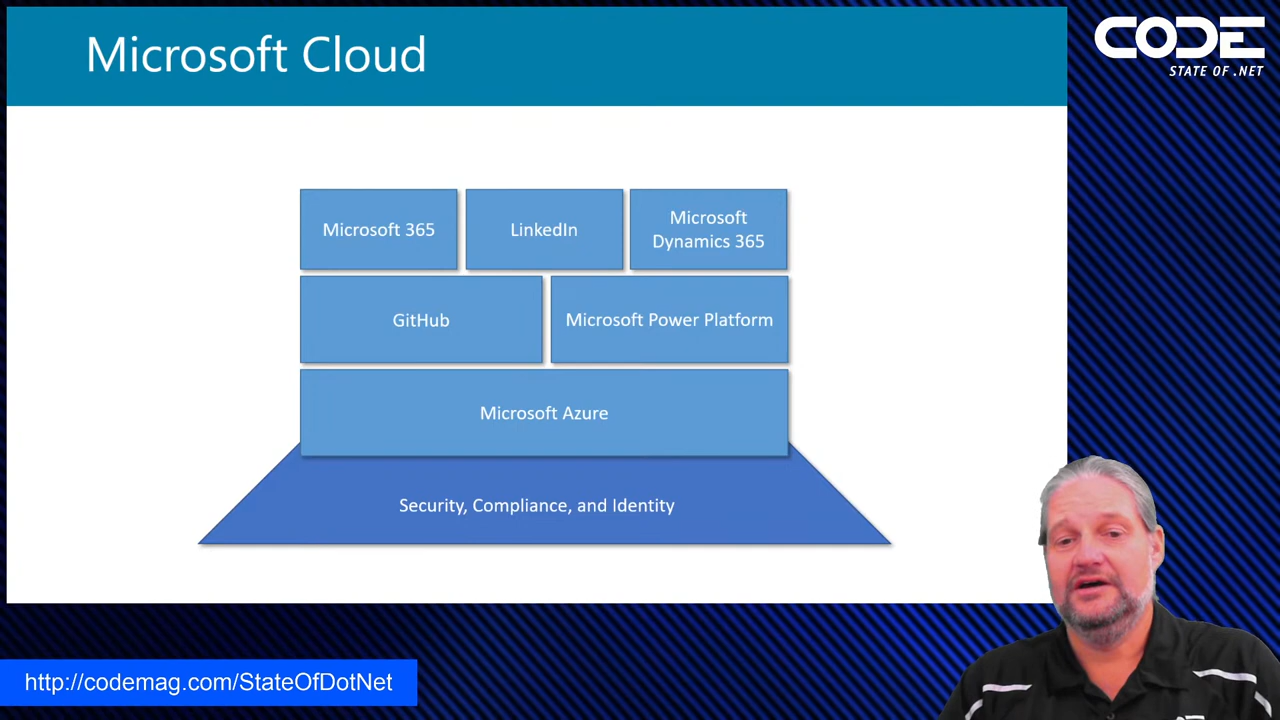 Microsoft Cloud
CODE
STATE OF .NET
Microsoft 365
LinkedIn
Microsoft
Dynamics 365
GitHub
Microsoft Power Platform
Microsoft Azure
Security, Compliance, and Identity
http://codemag.com/StateOfDotNet